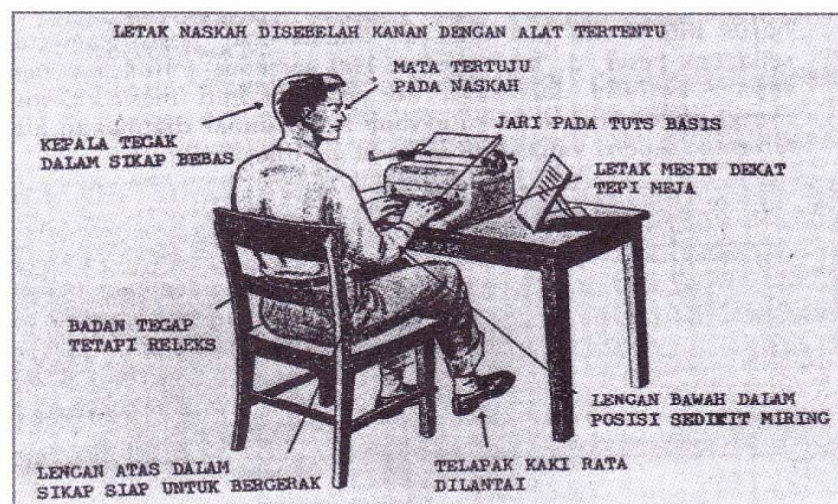 LETAK NASKAH DISEBELAH KANAN DENGAN ALAT TERTENTU
MATA TERTUJU
PADA NASKAH
KEPALA TEGAK
DALAM SIKAP BEBAS
JARI PADA TUTS BASIS
LETAK MESIN DEKAT
TEPI MEJA
BADAN TEGAP
TETAPI RELEKS
LENGAN BAWAH DALAM
POSISI SEDIKIT MIRING
LENGAN ATAS DALAM
SIKAP SIAP UNTUK BERGERAK
TELAPAK KAKI RATA
DILANTAI